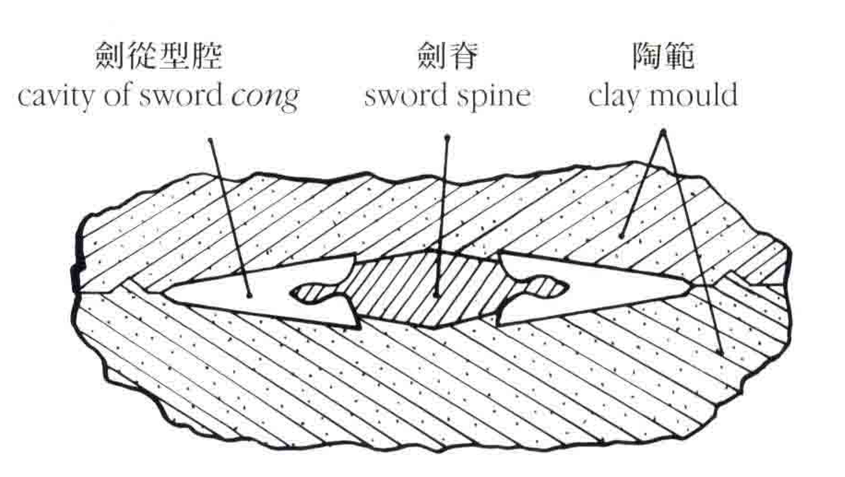 劍從型腔
cavity of sword cong
劍脊
sword spine
陶範
clay mould